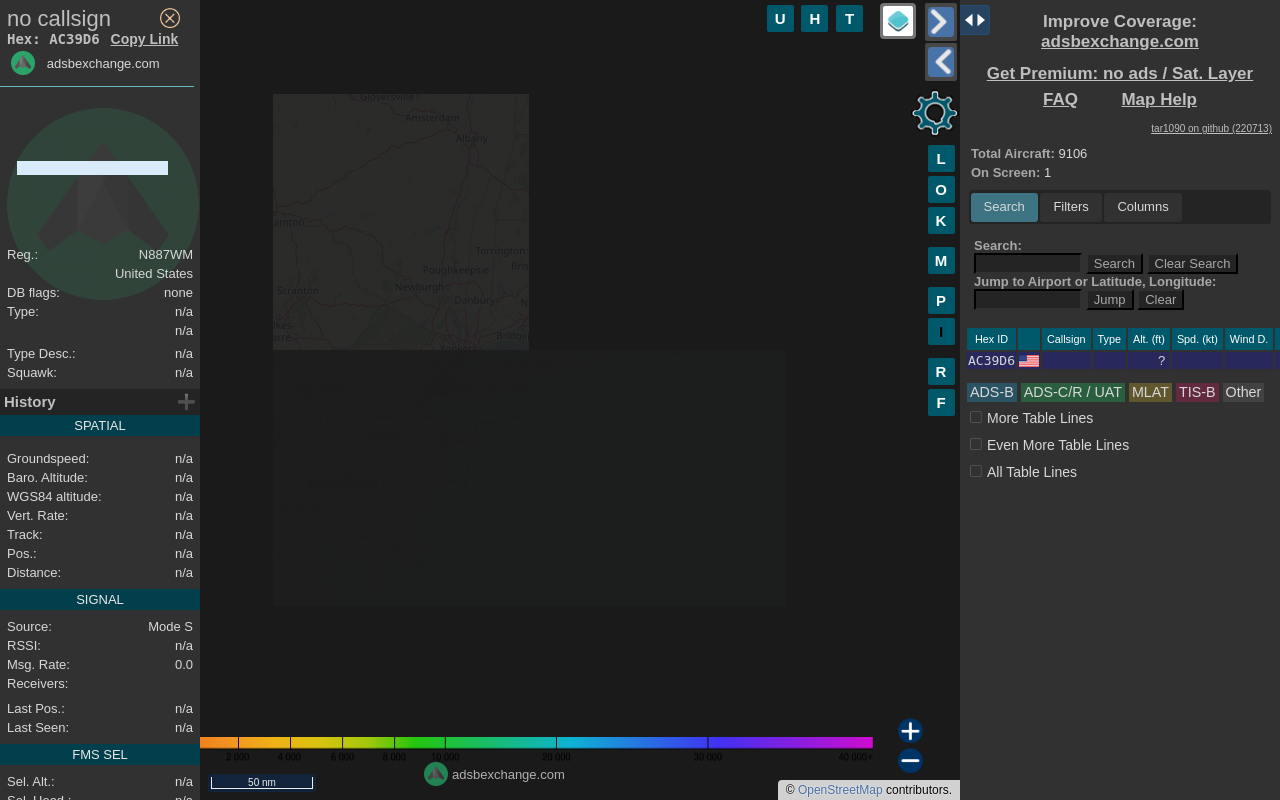 no callsign
Hex: AC39D6 Copy Link
adsbexchange.com
Reg.: N887WM
United States
DB flags: none
Type: n/a
n/a
Type Desc.: n/a
Squawk: n/a
History
SPATIAL
Groundspeed: n/a
Baro. Altitude: n/a
WGS84 altitude: n/a
Vert. Rate: n/a
Track: n/a
Pos.: n/a
Distance: n/a
SIGNAL
Source: Mode S
RSSI: n/a
Msg. Rate: 0.0
Receivers:
Last Pos.: n/a
Last Seen: n/a
FMS SEL
Sel. Alt.: n/a
U H T
Gloversville
Amsterdam
Albany
Torrington
Poughkeepsie
Scranton
Newburgh
Danbury
L
O
K
M
P
I
R
F
2 000 4 000 6 000 8 000 10 000 20 000 30 000 40 000+
adsbexchange.com
50 nm
© OpenStreetMap contributors.
Improve Coverage:
adsbexchange.com
Get Premium: no ads / Sat. Layer
FAQ Map Help
tar1090 on github (220713)
Total Aircraft: 9106
On Screen: 1
Search Filters Columns
Search:
Search Clear Search
Jump to Airport or Latitude, Longitude:
Jump Clear
Hex ID Callsign Type Alt. (ft) Spd. (kt) Wind D.
AC39D6 ?
ADS-B ADS-C/R / UAT MLAT TIS-B Other
More Table Lines
Even More Table Lines
All Table Lines